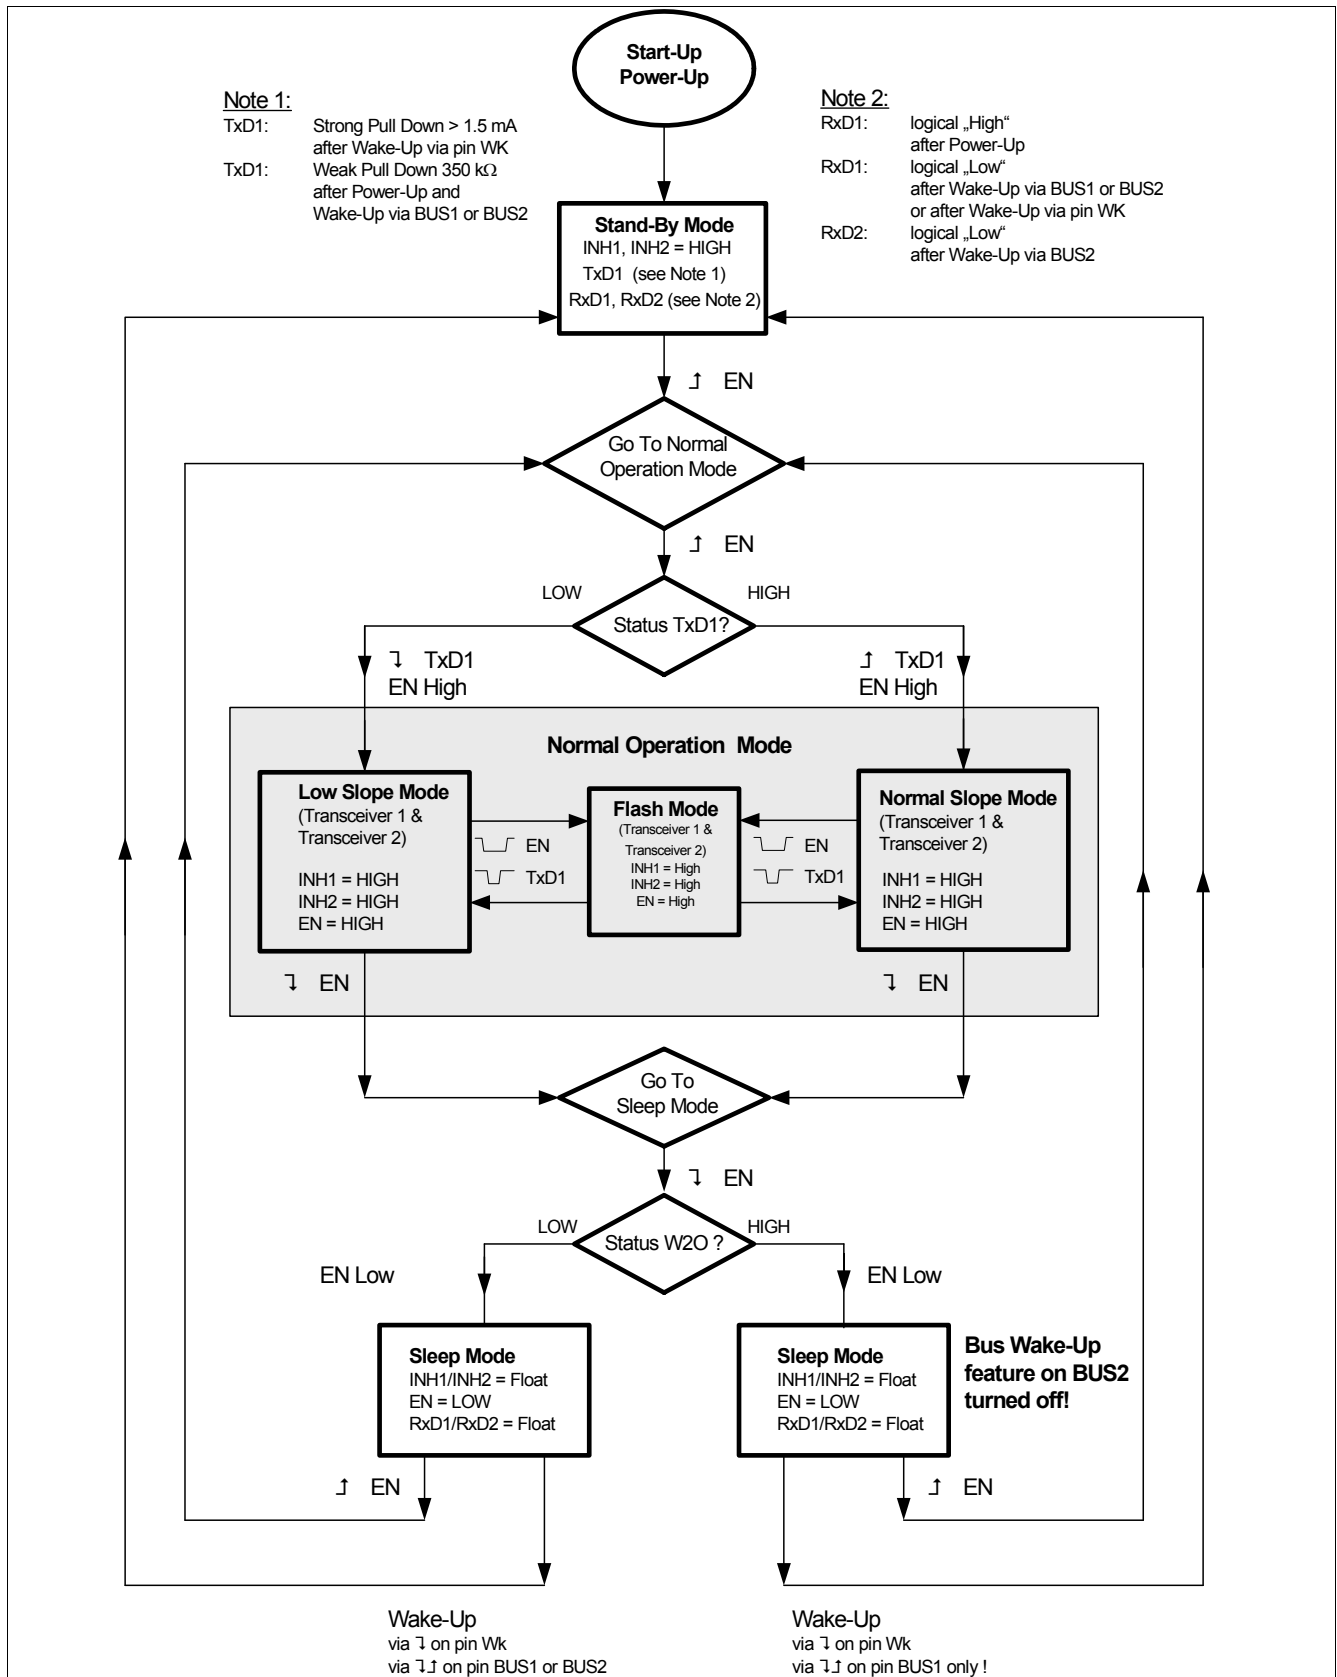 Start-Up
Power-Up
Note 1:
TxD1: Strong Pull Down > 1.5 mA
after Wake-Up via pin WK
TxD1: Weak Pull Down 350 kΩ
after Power-Up and
Wake-Up via BUS1 or BUS2
Note 2:
RxD1: logical „High“
after Power-Up
RxD1: logical „Low“
after Wake-Up via BUS1 or BUS2
or after Wake-Up via pin WK
RxD2: logical „Low“
after Wake-Up via BUS2
Stand-By Mode
INH1, INH2 = HIGH
TxD1 (see Note 1)
RxD1, RxD2 (see Note 2)
EN
Go To Normal
Operation Mode
EN
LOW
HIGH
Status TxD1?
TxD1
EN High
TxD1
EN High
Normal Operation Mode
Low Slope Mode
(Transceiver 1 &
Transceiver 2)
INH1 = HIGH
INH2 = HIGH
EN = HIGH
EN
TxD1
Flash Mode
(Transceiver 1 &
Transceiver 2)
INH1 = High
INH2 = High
EN = High
EN
TxD1
Normal Slope Mode
(Transceiver 1 &
Transceiver 2)
INH1 = HIGH
INH2 = HIGH
EN = HIGH
EN
EN
Go To
Sleep Mode
EN
LOW
HIGH
Status W2O ?
EN Low
EN Low
Sleep Mode
INH1/INH2 = Float
EN = LOW
RxD1/RxD2 = Float
Sleep Mode
INH1/INH2 = Float
EN = LOW
RxD1/RxD2 = Float
Bus Wake-Up
feature on BUS2
turned off!
EN
EN
Wake-Up
via ↴ on pin Wk
via ↴⮥ on pin BUS1 or BUS2
Wake-Up
via ↴ on pin Wk
via ↴⮥ on pin BUS1 only !